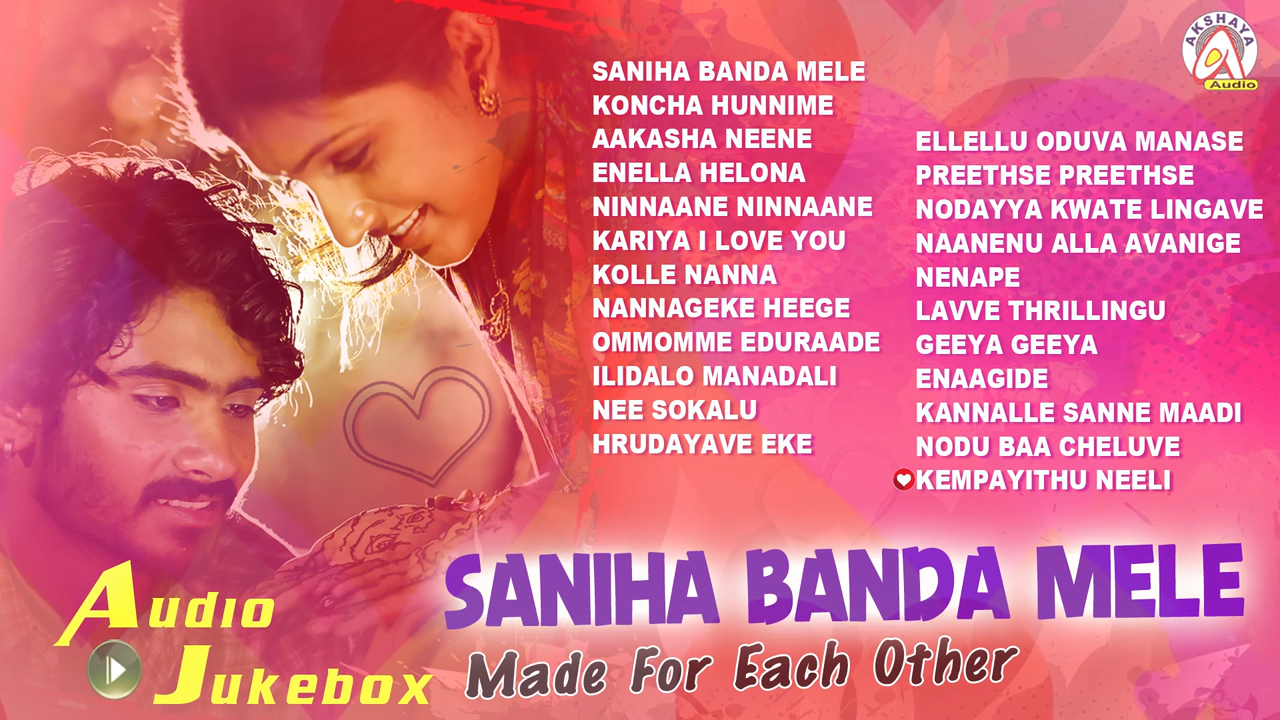 SANIHA BANDA MELE
KONCHA HUNNIME
AAKASHA NEENE
ENELLA HELONA
NINNAANE NINNAANE
KARIYA I LOVE YOU
KOLLE NANNA
NANNAGEKE HEEGE
OMMOMME EDURAADE
ILIDALO MANADALI
NEE SOKALU
HRUDAYAVE EKE
AKSHAYA
Audio
ELLELLU ODUVA MANASE
PREETHSE PREETHSE
NODAYYA KWATE LINGAVE
NAANENU ALLA AVANIGE
NENAPE
LAVVE THRILLINGU
GEEYA GEEYA
ENAAGIDE
KANNALLE SANNE MAADI
NODU BAA CHELUVE
KEMPAYITHU NEELI
SANIHA BANDA MELE
Made For Each Other
Audio
Jukebox